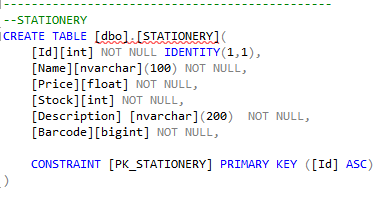 --------------------------------------------
--STATIONERY
CREATE TABLE [dbo].[STATIONERY](
[Id][int] NOT NULL IDENTITY(1,1),
[Name][nvarchar](100) NOT NULL,
[Price][float] NOT NULL,
[Stock][int] NOT NULL,
[Description] [nvarchar](200)  NOT NULL,
[Barcode][bigint] NOT NULL,
CONSTRAINT [PK_STATIONERY] PRIMARY KEY ([Id] ASC)
)